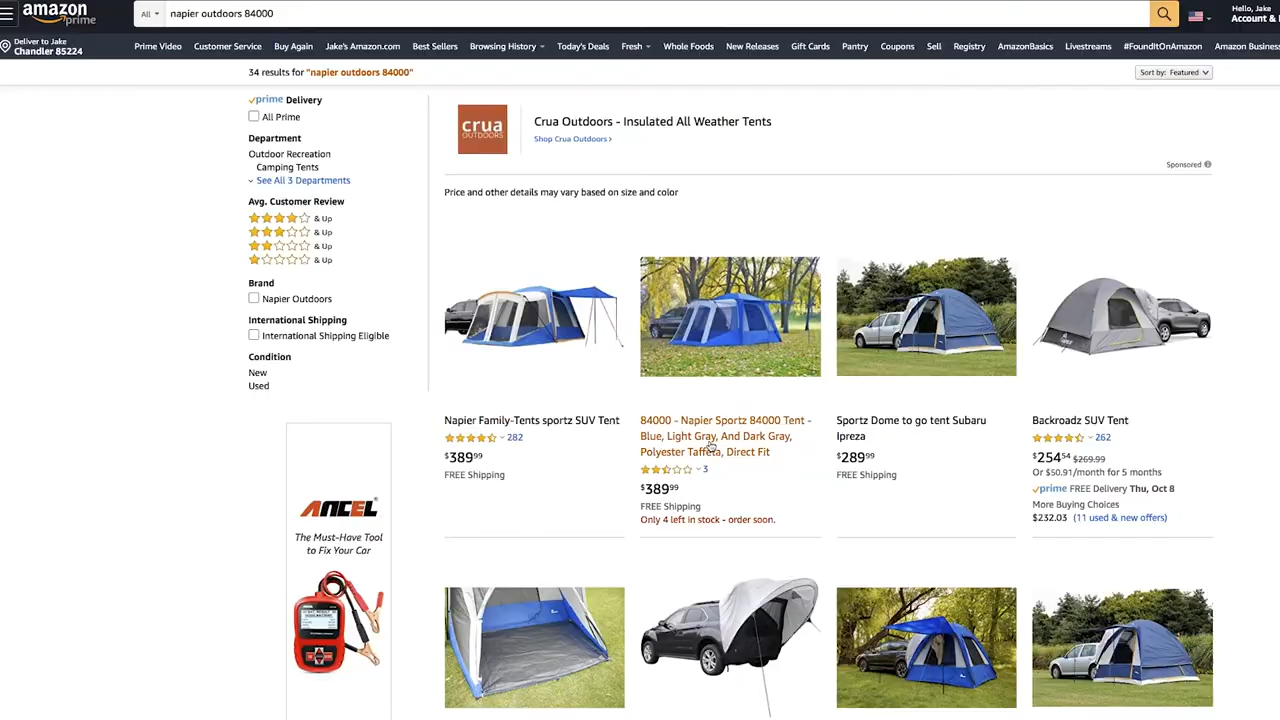 amazon
prime
All
napier outdoors 84000
Hello, Jake
Account &
Deliver to Jake
Chandler 85224
Prime Video
Customer Service
Buy Again
Jake's Amazon.com
Best Sellers
Browsing History
Today's Deals
Fresh
Whole Foods
New Releases
Gift Cards
Pantry
Coupons
Sell
Registry
AmazonBasics
Livestreams
#FoundItOnAmazon
Amazon Business
34 results for "napier outdoors 84000"
Sort by: Featured
prime Delivery
All Prime
Department
Outdoor Recreation
Camping Tents
See All 3 Departments
Avg. Customer Review
& Up
& Up
& Up
& Up
Brand
Napier Outdoors
International Shipping
International Shipping Eligible
Condition
New
Used
ANCEL
The Must-Have Tool
to Fix Your Car
crua
OUTDOORS
Crua Outdoors - Insulated All Weather Tents
Shop Crua Outdoors ›
Sponsored
Price and other details may vary based on size and color
Napier Family-Tents sportz SUV Tent
282
$389.99
FREE Shipping
84000 - Napier Sportz 84000 Tent -
Blue, Light Gray, And Dark Gray,
Polyester Taffeta, Direct Fit
3
$389.99
FREE Shipping
Only 4 left in stock - order soon.
Sportz Dome to go tent Subaru
Ipreza
$289.99
FREE Shipping
Backroadz SUV Tent
262
$254.54 $269.99
Or $50.91/month for 5 months
prime FREE Delivery Thu, Oct 8
More Buying Choices
$232.03 (11 used & new offers)